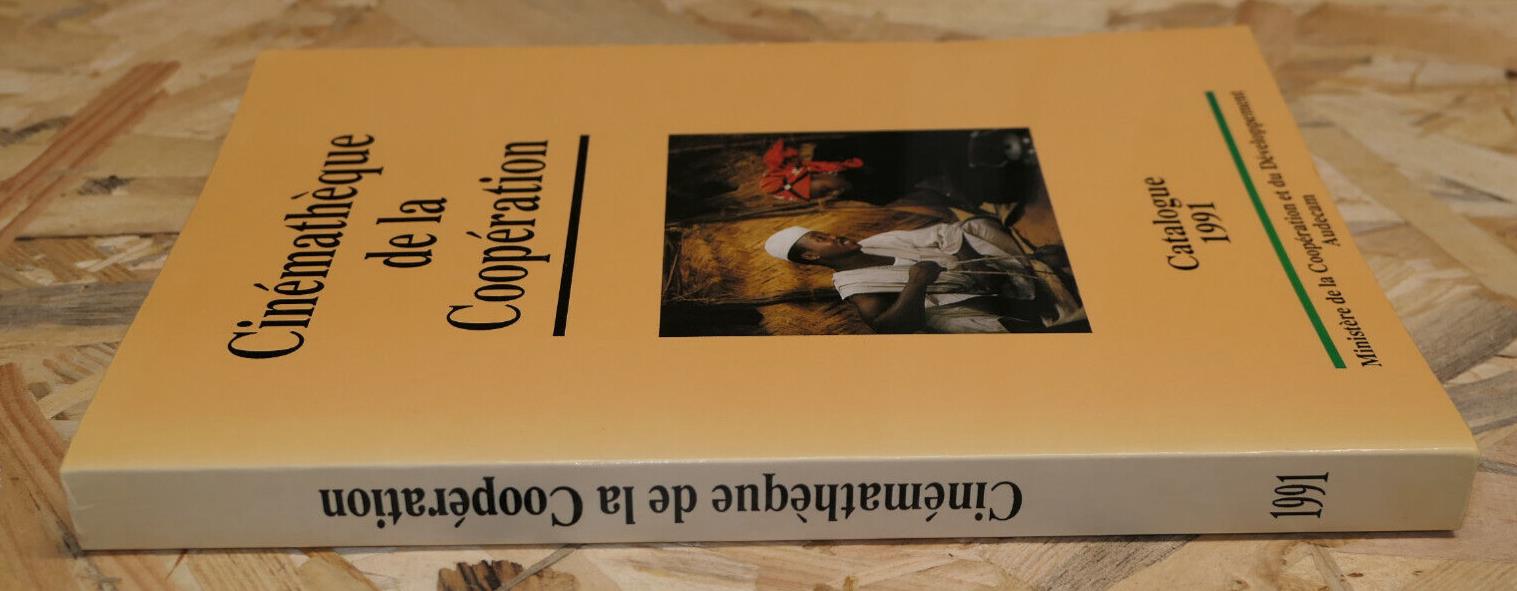 Cinémathèque
de la
Coopération
Catalogue
1991
Ministère de la Coopération et du Développement
Audecam
Cinémathèque de la Coopération
1991